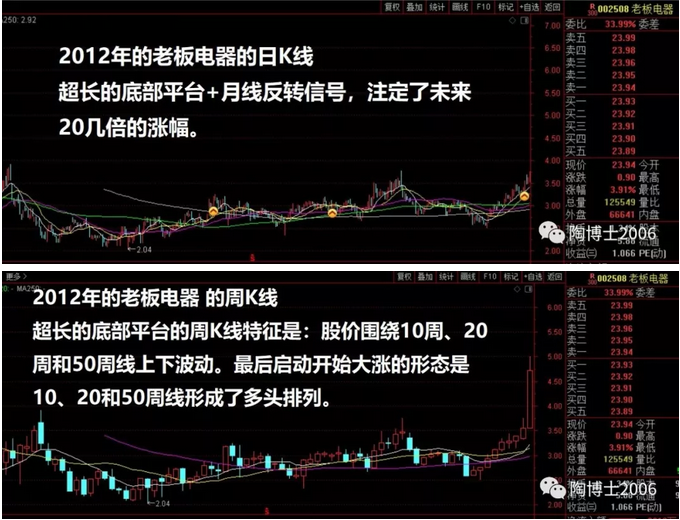 复权 叠加 统计 画线 F10 标记 +自选 返回
R 300 002508 老板电器
A250: 2.92
委比 33.99% 委差
卖五 23.99
卖四 23.98
卖三 23.96
卖二 23.95
卖一 23.94
买一 23.93
买二 23.92
买三 23.91
买四 23.90
买五 23.89
现价 23.94 今开
涨跌 0.90 最高
涨幅 3.91% 最低
总量 125549 量比
外盘 66641 内盘
收益㈢ 1.066 PE(动)
7.00
6.50
6.00
5.50
5.00
4.50
4.00
3.50
3.00
2.50
2012年的老板电器的日K线
超长的底部平台+月线反转信号，注定了未来
20几倍的涨幅。
2.04
陶博士2006
更多>
复权 叠加 统计 画线 F10 标记 +自选 返回
R 300 002508 老板电器
MA250:
委比 33.99% 委差
卖五 23.99
卖四 23.98
卖三 23.96
卖二 23.95
卖一 23.94
买一 23.93
买二 23.92
买三 23.91
买四 23.90
买五 23.89
现价 23.94 今开
涨跌 0.90 最高
涨幅 3.91% 最低
总量 125549 量比
外盘 66641 内盘
收益㈢ 1.066 PE(动)
6.00
5.50
5.00
4.50
4.00
3.50
3.00
2.50
2.00
2012年的老板电器 的周K线
超长的底部平台的周K线特征是：股价围绕10周、20
周和50周线上下波动。最后启动开始大涨的形态是
10、20和50周线形成了多头排列。
2.04
陶博士2006